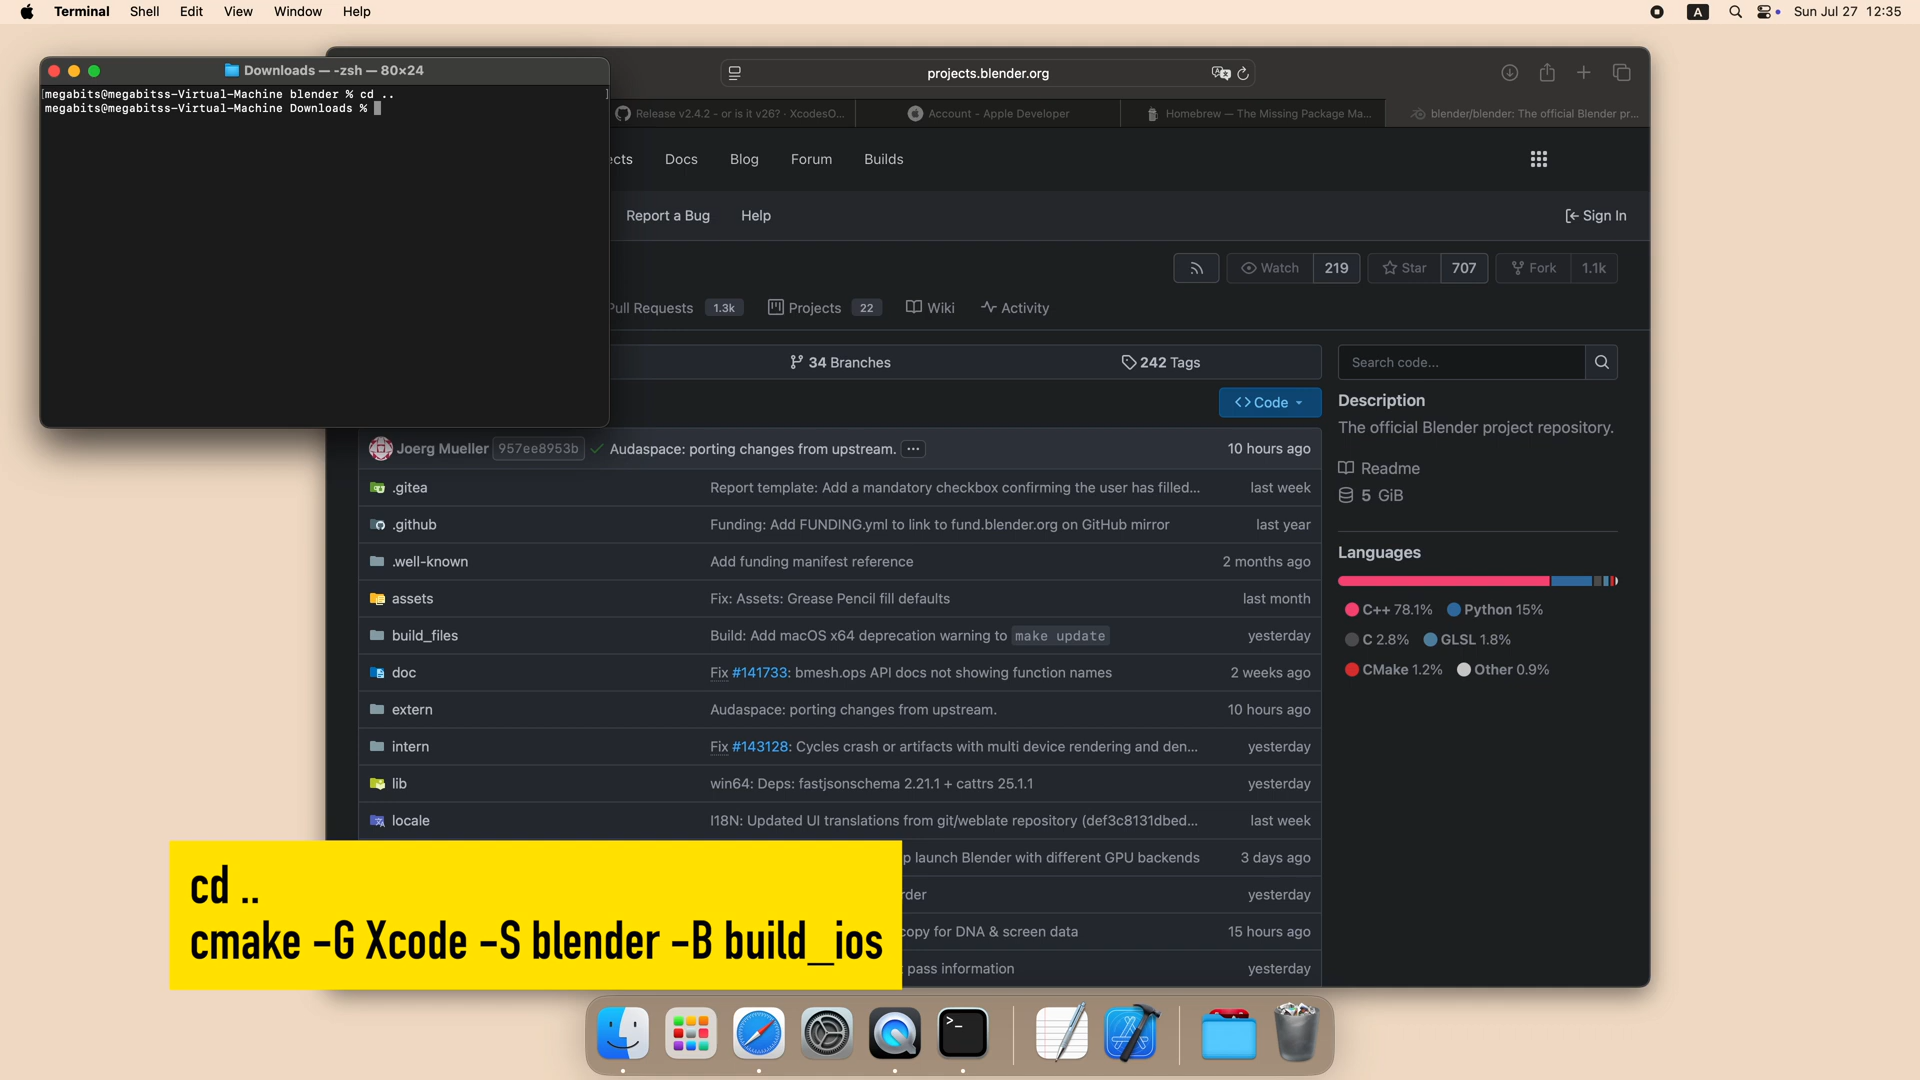 Terminal Shell Edit View Window Help
A Sun Jul 27 12:35
Downloads — -zsh — 80×24
[megabits@megabitss-Virtual-Machine blender % cd .. ]
megabits@megabitss-Virtual-Machine Downloads %
projects.blender.org
Release v2.4.2 - or is it v26? · XcodesO...
Account - Apple Developer
Homebrew — The Missing Package Ma...
blender/blender: The official Blender pr...
ects Docs Blog Forum Builds
Report a Bug Help
Sign In
Watch 219 Star 707 Fork 1.1k
Pull Requests 1.3k Projects 22 Wiki Activity
34 Branches 242 Tags
Search code...
<> Code
Description
The official Blender project repository.
Readme
5 GiB
Languages
C++ 78.1% Python 15%
C 2.8% GLSL 1.8%
CMake 1.2% Other 0.9%
Joerg Mueller 957ee8953b Audaspace: porting changes from upstream. ... 10 hours ago
.gitea Report template: Add a mandatory checkbox confirming the user has filled... last week
.github Funding: Add FUNDING.yml to link to fund.blender.org on GitHub mirror last year
.well-known Add funding manifest reference 2 months ago
assets Fix: Assets: Grease Pencil fill defaults last month
build_files Build: Add macOS x64 deprecation warning to make update yesterday
doc Fix #141733: bmesh.ops API docs not showing function names 2 weeks ago
extern Audaspace: porting changes from upstream. 10 hours ago
intern Fix #143128: Cycles crash or artifacts with multi device rendering and den... yesterday
lib win64: Deps: fastjsonschema 2.21.1 + cattrs 25.1.1 yesterday
locale I18N: Updated UI translations from git/weblate repository (def3c8131dbed... last week
p launch Blender with different GPU backends 3 days ago
rder yesterday
copy for DNA & screen data 15 hours ago
pass information yesterday
cd ..
cmake -G Xcode -S blender -B build_ios